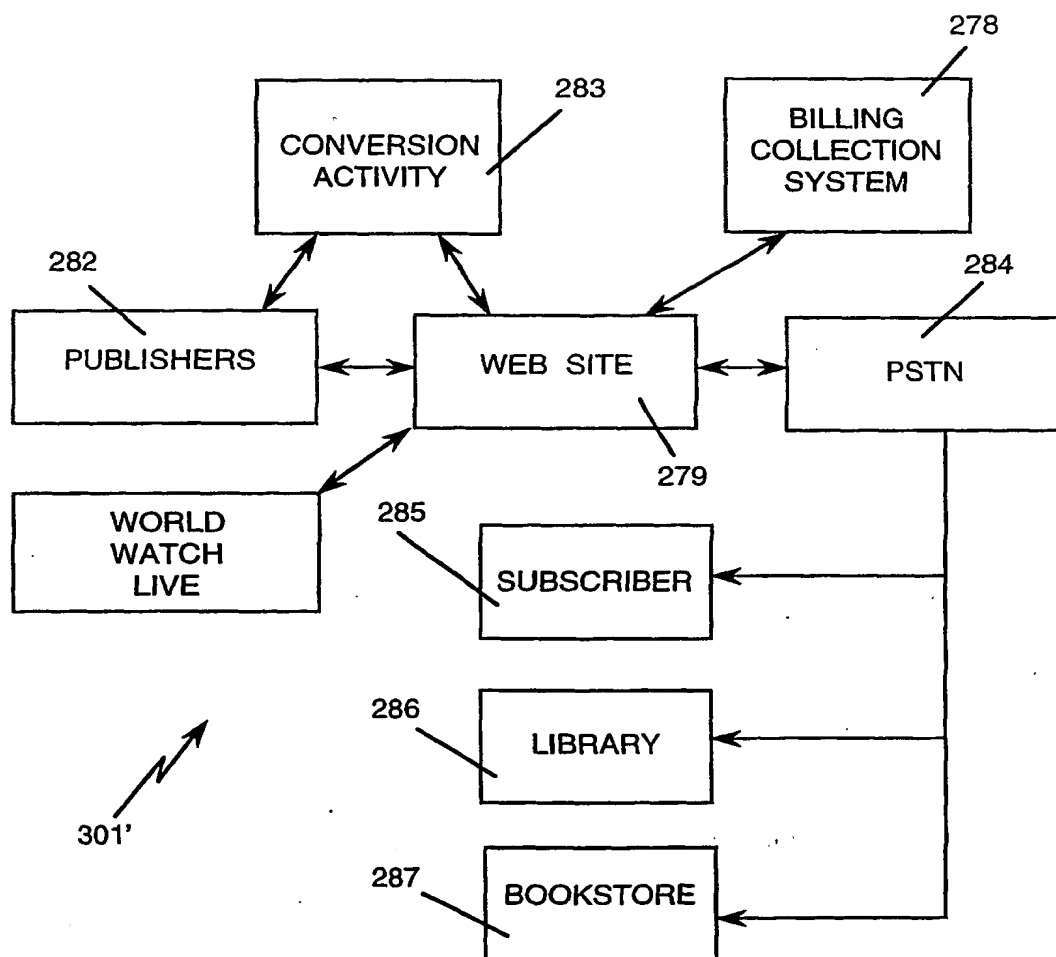 278
283
CONVERSION
ACTIVITY
BILLING
COLLECTION
SYSTEM
282
284
PUBLISHERS
WEB SITE
PSTN
279
WORLD
WATCH
LIVE
285
SUBSCRIBER
286
LIBRARY
301'
287
BOOKSTORE